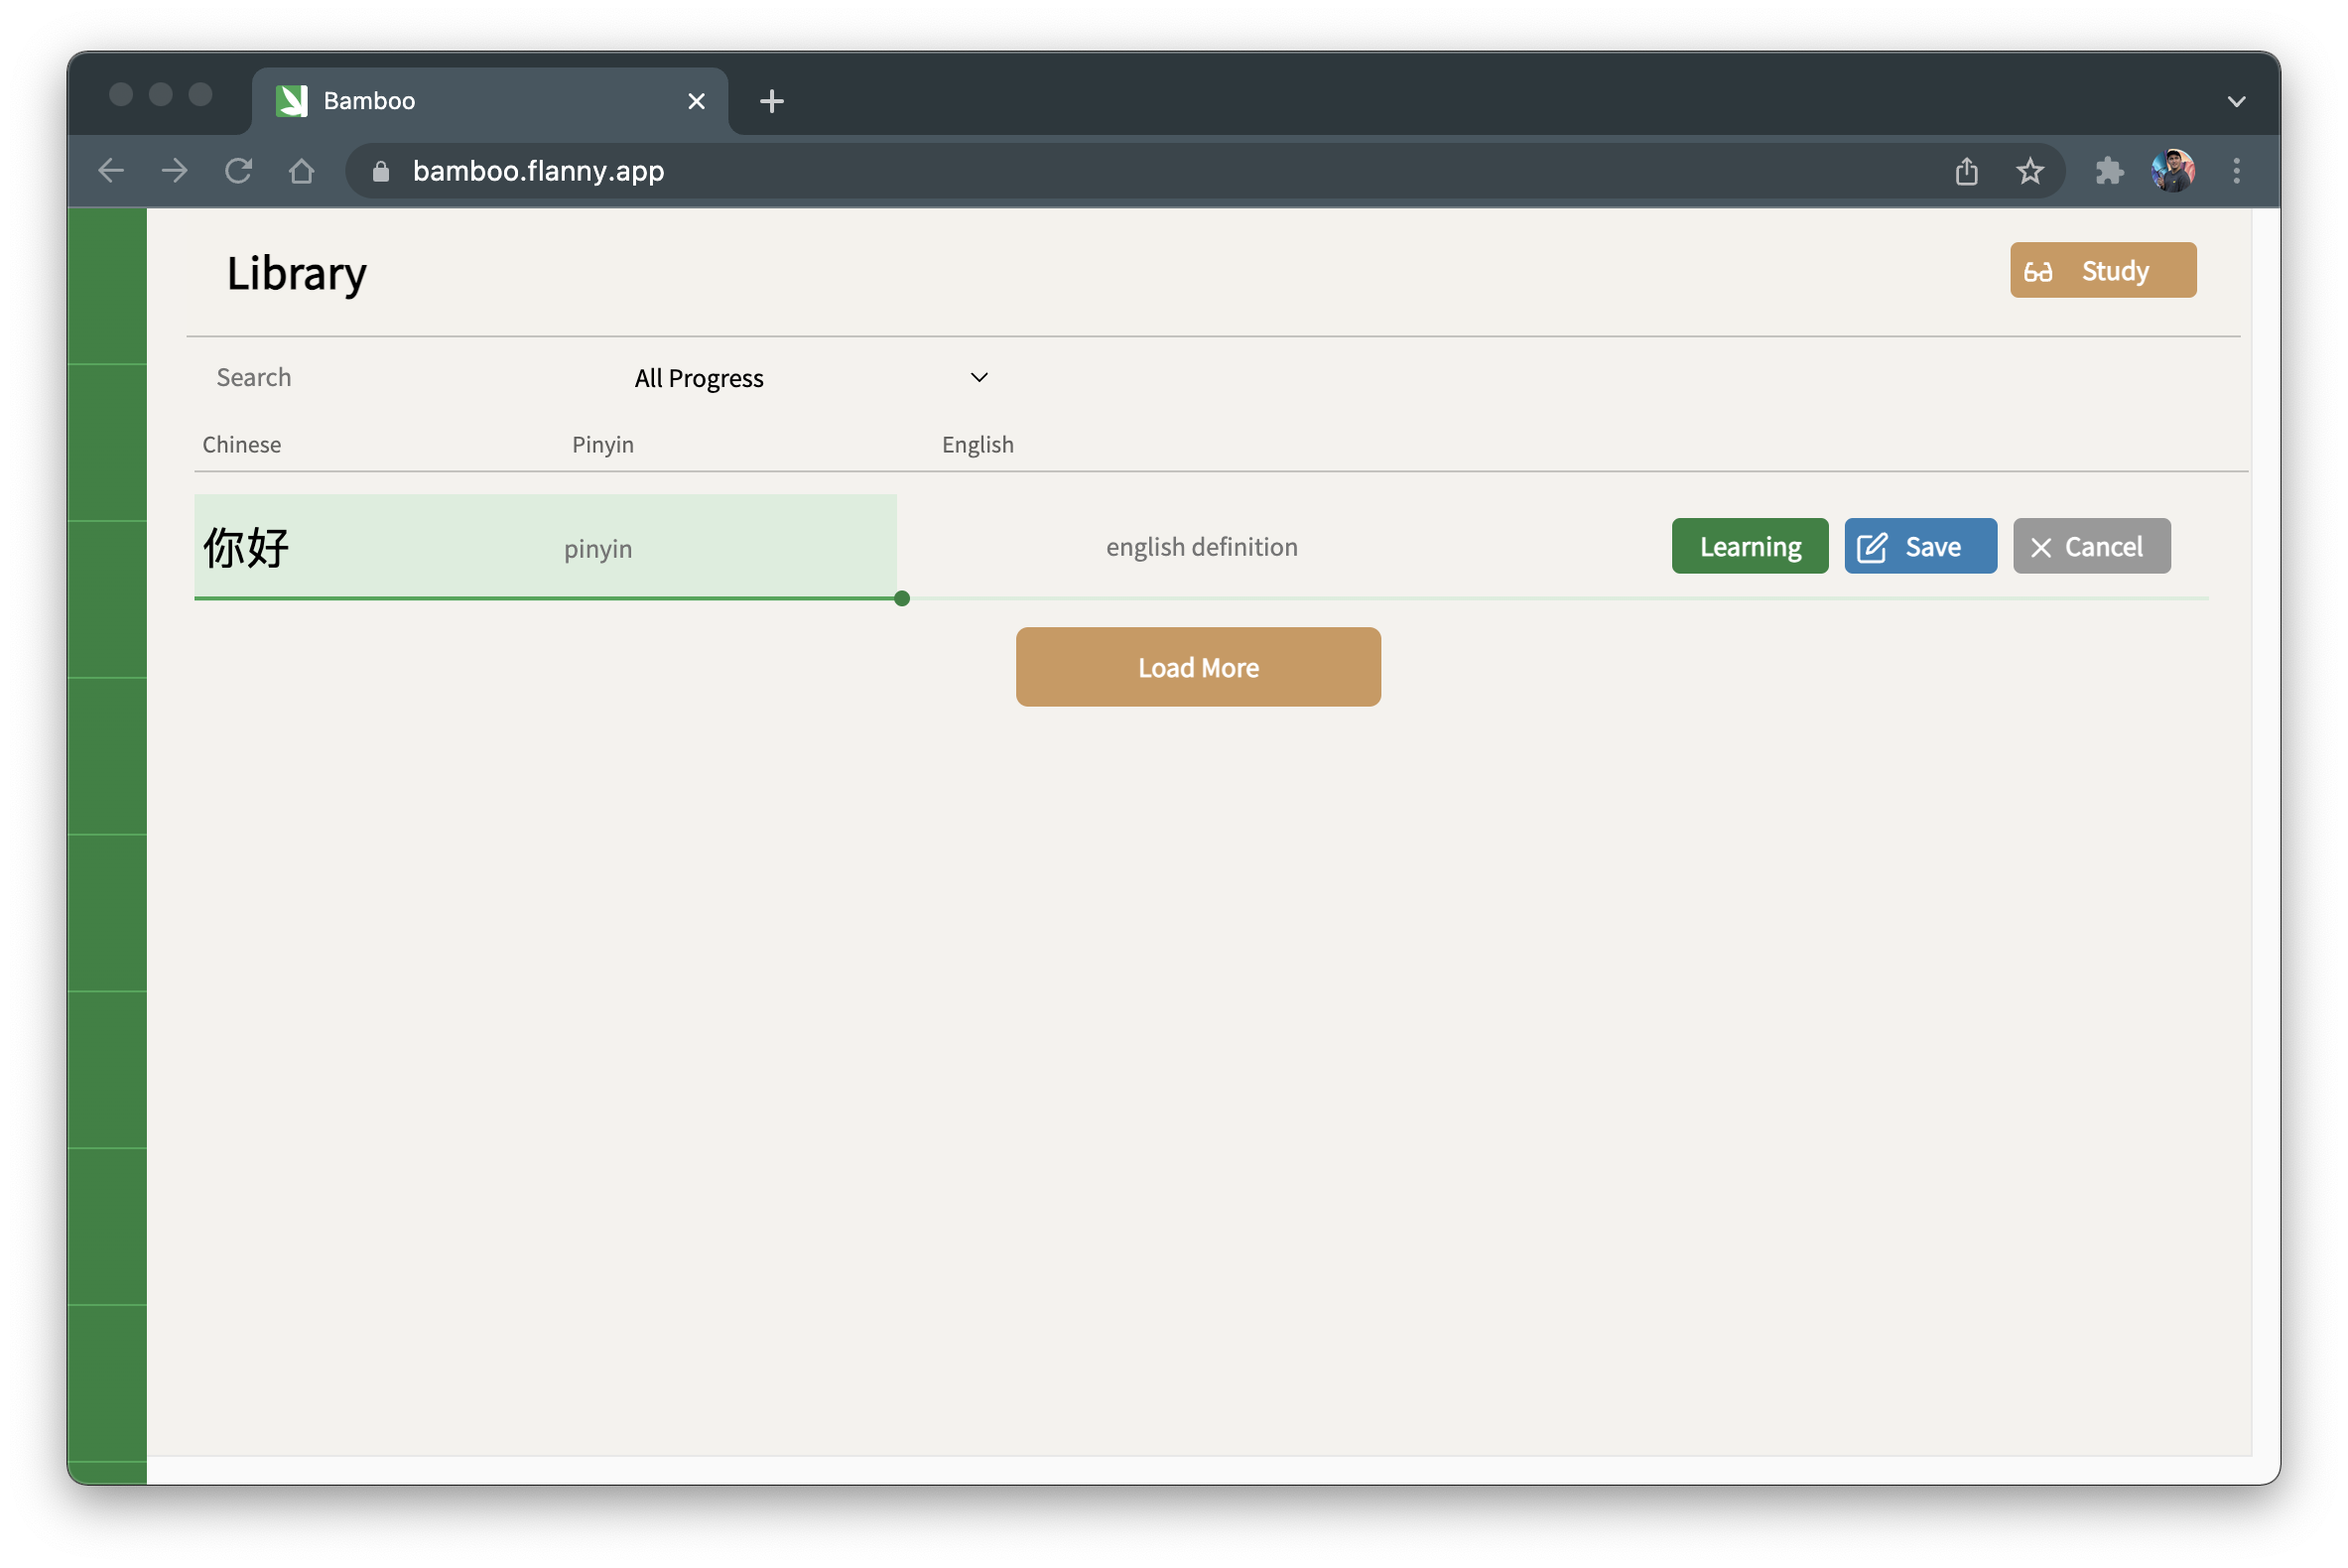 Bamboo
bamboo.flanny.app
Library
Study
Search
All Progress
Chinese Pinyin English
你好 pinyin english definition Learning Save Cancel
Load More